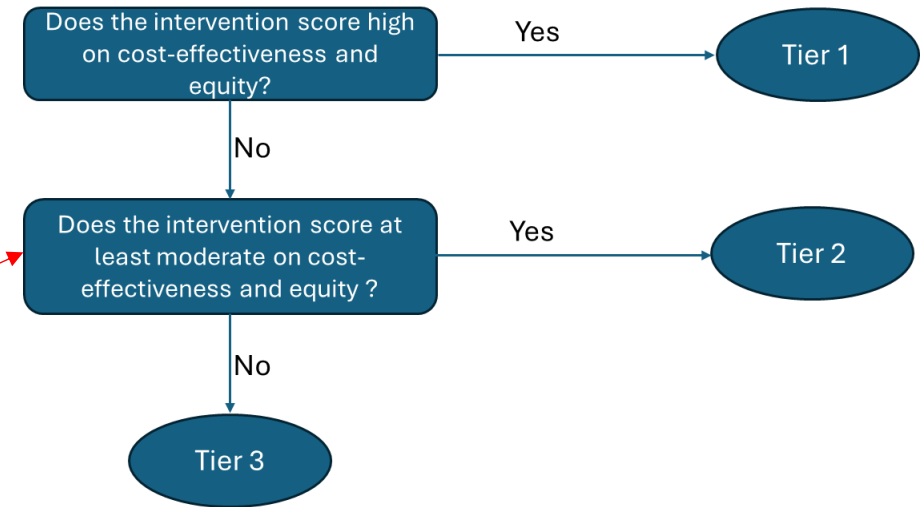 Does the intervention score high
on cost-effectiveness and
equity?
Yes
Tier 1
No
Does the intervention score at
least moderate on cost-
effectiveness and equity ?
Yes
Tier 2
No
Tier 3